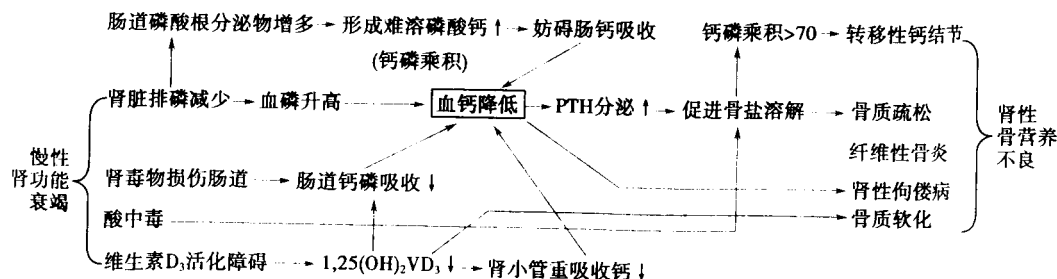 肠道磷酸根分泌物增多 形成难溶磷酸钙↑ 妨碍肠钙吸收 钙磷乘积>70 转移性钙结节
(钙磷乘积)
肾脏排磷减少 血磷升高 血钙降低 PTH分泌↑ 促进骨盐溶解 骨质疏松
肾性
骨营养
不良
纤维性骨炎
慢性
肾功能
衰竭
肾毒物损伤肠道 肠道钙磷吸收↓ 肾性佝偻病
酸中毒 骨质软化
维生素D₃活化障碍 1,25(OH)₂VD₃↓ 肾小管重吸收钙↓